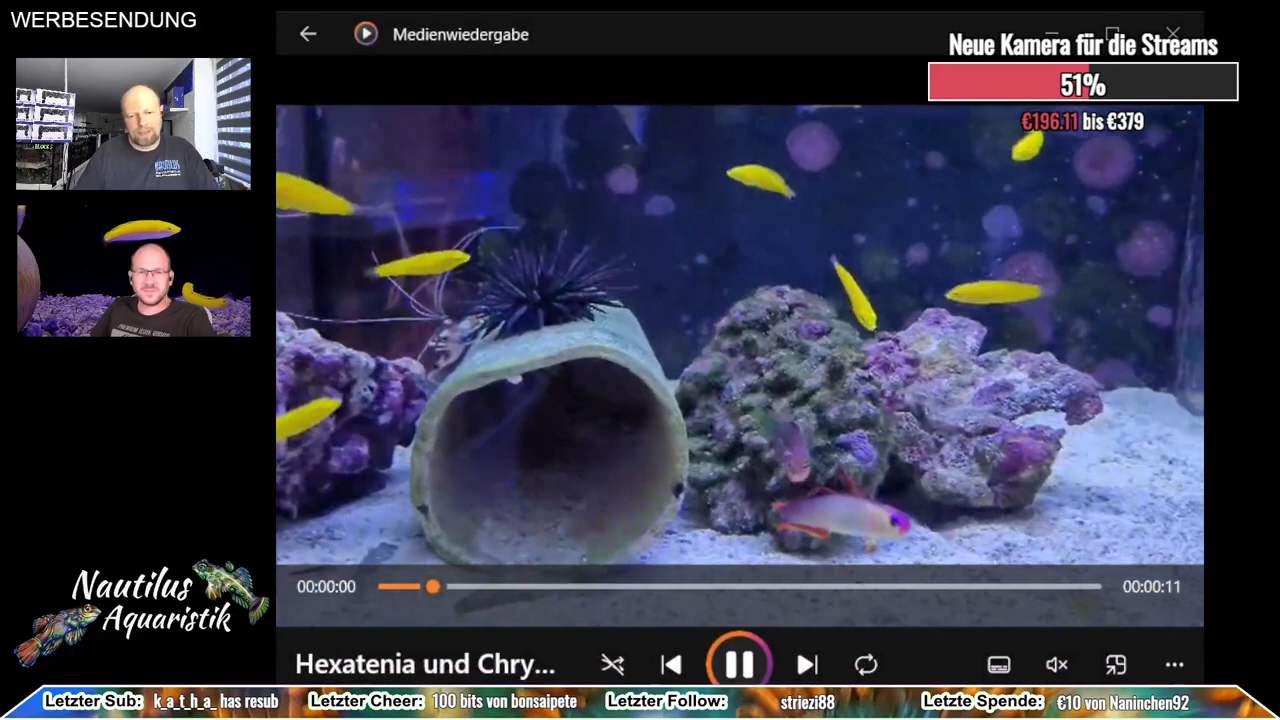 WERBESENDUNG
Medienwiedergabe
Neue Kamera für die Streams
51%
€196.11 bis €379
00:00:00
00:00:11
Nautilus
Aquaristik
Hexatenia und Chry...
Letzter Sub: k_a_t_h_a_ has resub
Letzter Cheer: 100 bits von bonsaipete
Letzter Follow: striezi88
Letzte Spende: €10 von Naninchen92